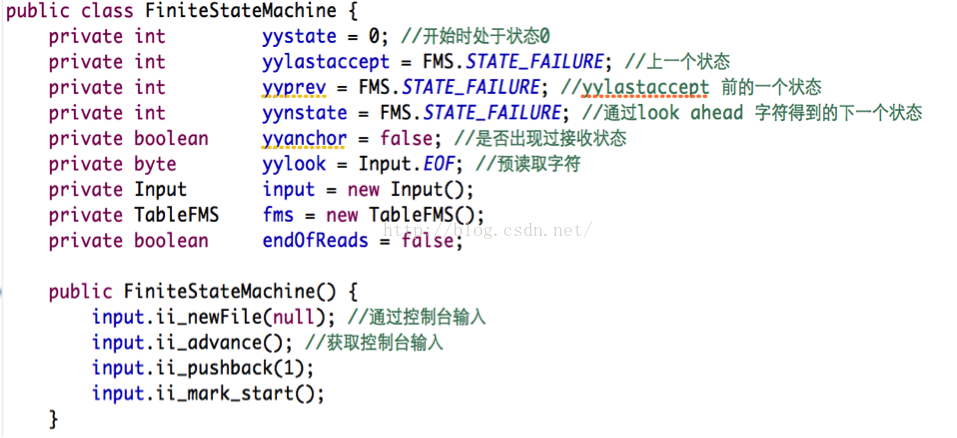 public class FiniteStateMachine {
    private int         yystate = 0; //开始时处于状态0
    private int         yylastaccept = FMS.STATE_FAILURE; //上一个状态
    private int         yyprev = FMS.STATE_FAILURE; //yylastaccept 前的一个状态
    private int         yynstate = FMS.STATE_FAILURE; //通过look ahead 字符得到的下一个状态
    private boolean     yyanchor = false; //是否出现过接收状态
    private byte        yylook = Input.EOF; //预读取字符
    private Input       input = new Input();
    private TableFMS    fms = new TableFMS();
    http://blog.csdn.net/
    private boolean     endOfReads = false;

    public FiniteStateMachine() {
        input.ii_newFile(null); //通过控制台输入
        input.ii_advance(); //获取控制台输入
        input.ii_pushback(1);
        input.ii_mark_start();
    }